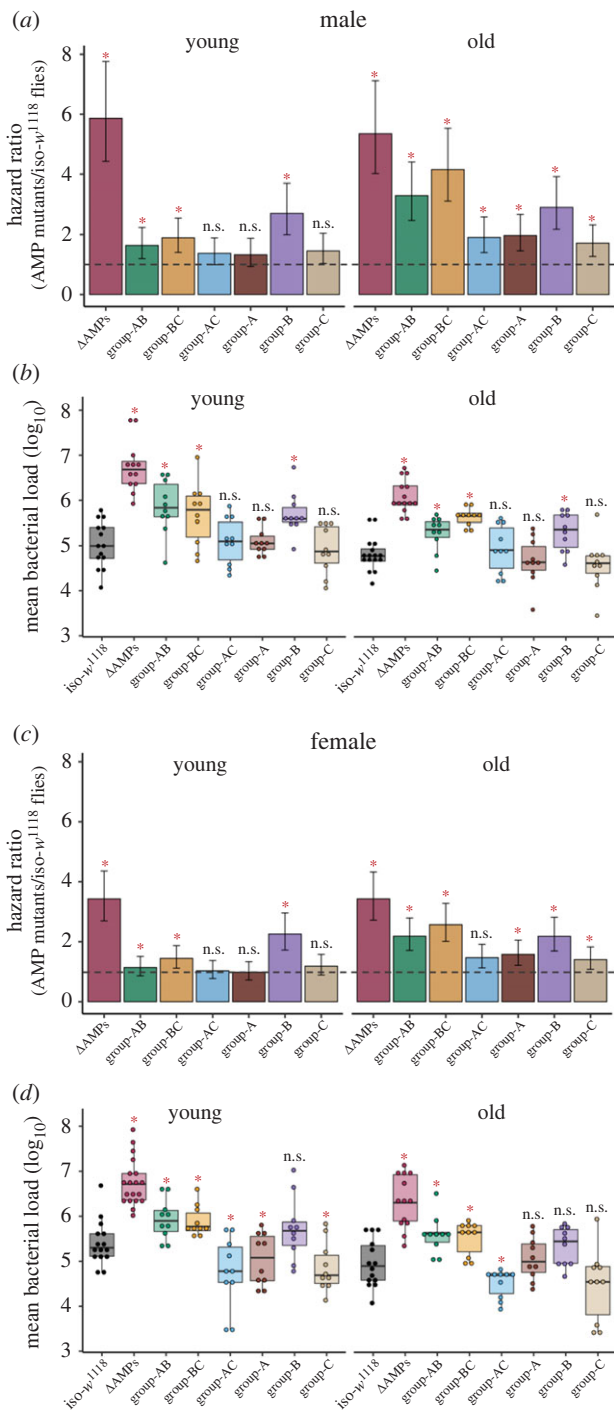 (a) male
young old
hazard ratio
(AMP mutants/iso-w1118 flies)
8
6
4
2
0
* * * n.s. n.s. * n.s.
* * * * * * *
ΔAMPs group-AB group-BC group-AC group-A group-B group-C
ΔAMPs group-AB group-BC group-AC group-A group-B group-C
(b) young old
mean bacterial load (log10)
8
7
6
5
4
3
* * * n.s. n.s. * n.s.
* * * n.s. n.s. * n.s.
iso-w1118 ΔAMPs group-AB group-BC group-AC group-A group-B group-C
iso-w1118 ΔAMPs group-AB group-BC group-AC group-A group-B group-C
(c) female
young old
hazard ratio
(AMP mutants/iso-w1118 flies)
8
6
4
2
0
* * * n.s. n.s. * n.s.
* * * n.s. * * *
ΔAMPs group-AB group-BC group-AC group-A group-B group-C
ΔAMPs group-AB group-BC group-AC group-A group-B group-C
(d) young old
mean bacterial load (log10)
8
7
6
5
4
3
* * * * * n.s. *
* * * * n.s. n.s. n.s.
iso-w1118 ΔAMPs group-AB group-BC group-AC group-A group-B group-C
iso-w1118 ΔAMPs group-AB group-BC group-AC group-A group-B group-C